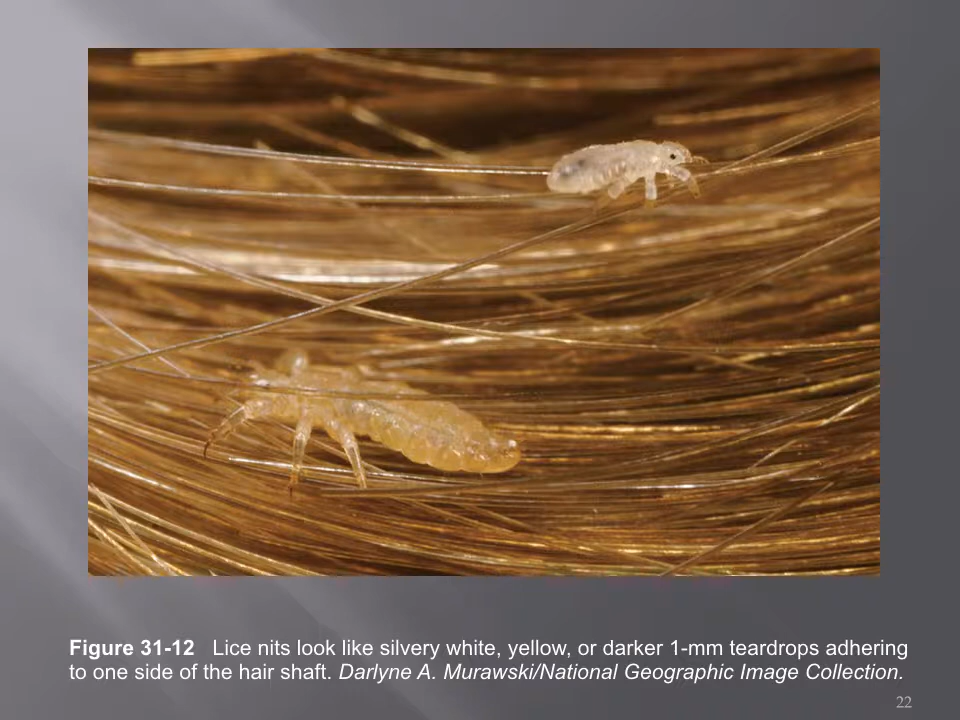 Figure 31-12 Lice nits look like silvery white, yellow, or darker 1-mm teardrops adhering
to one side of the hair shaft. Darlyne A. Murawski/National Geographic Image Collection.
22